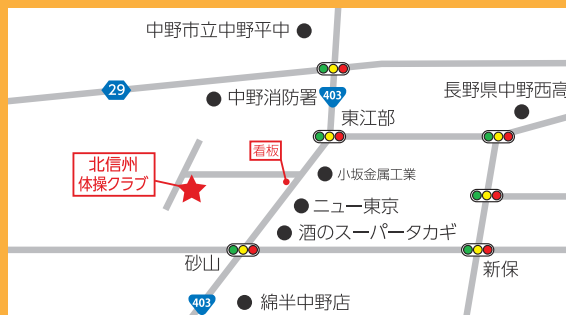 中野市立中野平中
29
中野消防署
403
長野県中野西高
東江部
看板
北信州
体操クラブ
小坂金属工業
ニュー東京
酒のスーパータカギ
砂山
新保
403
綿半中野店